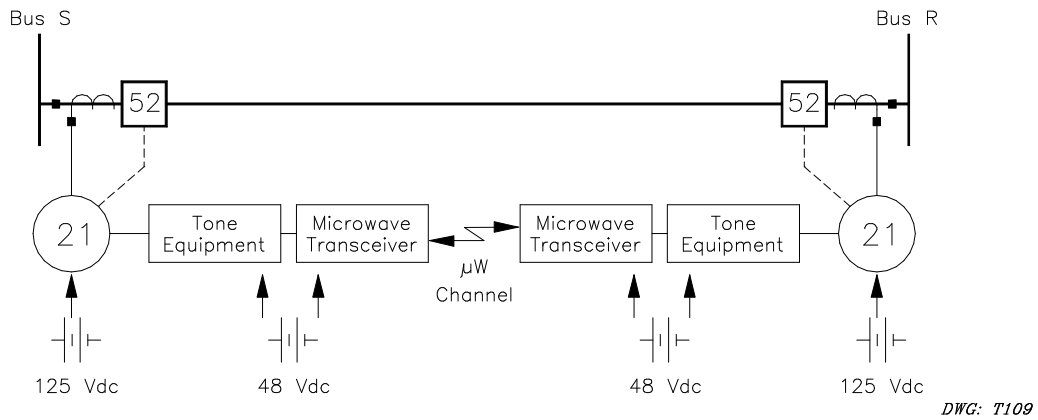 Bus S
Bus R
52
52
21
Tone
Equipment
Microwave
Transceiver
µW
Channel
Microwave
Transceiver
Tone
Equipment
21
125 Vdc
48 Vdc
48 Vdc
125 Vdc
DWG: T109